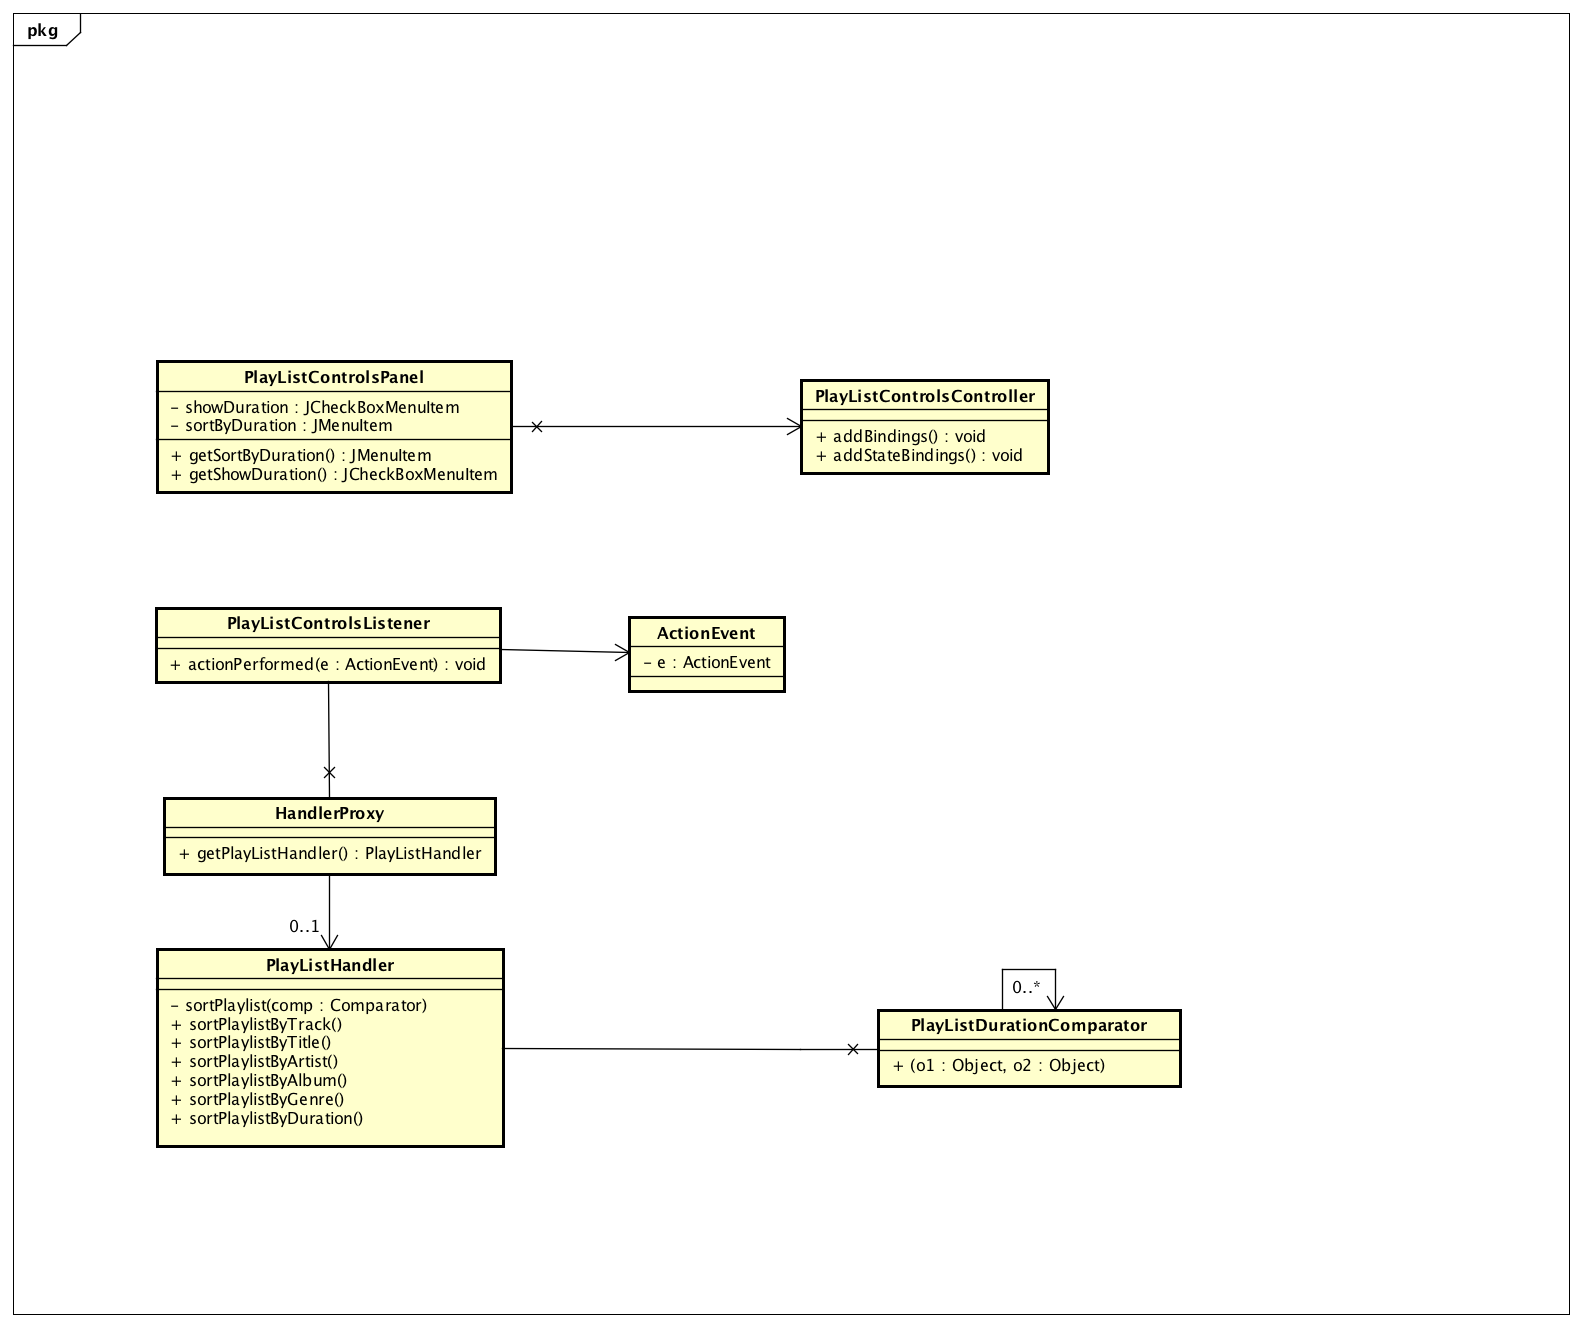 pkg
PlayListControlsPanel
- showDuration : JCheckBoxMenuItem
- sortByDuration : JMenuItem
+ getSortByDuration() : JMenuItem
+ getShowDuration() : JCheckBoxMenuItem
PlayListControlsController
+ addBindings() : void
+ addStateBindings() : void
PlayListControlsListener
+ actionPerformed(e : ActionEvent) : void
ActionEvent
- e : ActionEvent
HandlerProxy
+ getPlayListHandler() : PlayListHandler
0..1
PlayListHandler
- sortPlaylist(comp : Comparator)
+ sortPlaylistByTrack()
+ sortPlaylistByTitle()
+ sortPlaylistByArtist()
+ sortPlaylistByAlbum()
+ sortPlaylistByGenre()
+ sortPlaylistByDuration()
0..*
PlayListDurationComparator
+ (o1 : Object, o2 : Object)